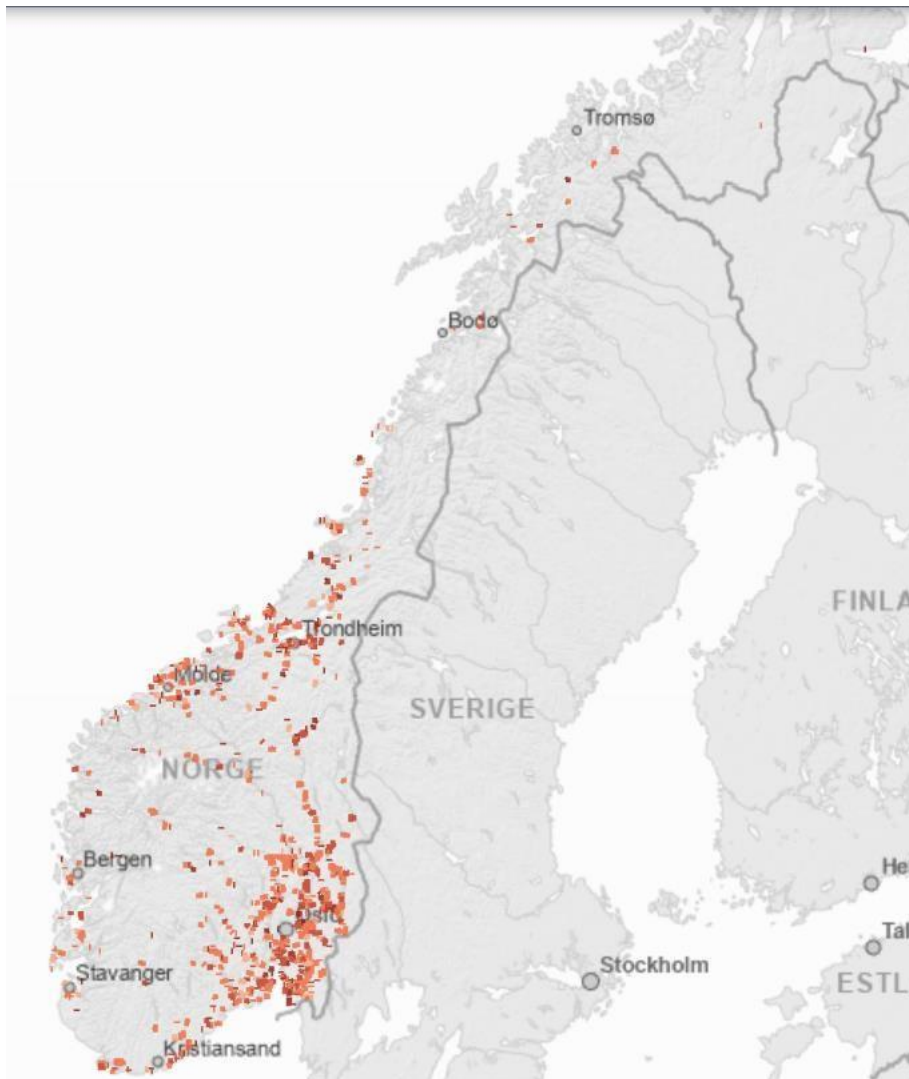 Tromsø
Bodø
FINLA
Trondheim
Molde
SVERIGE
NORGE
Bergen
He
Oslo
Tal
Stockholm
Stavanger
ESTL
Kristiansand